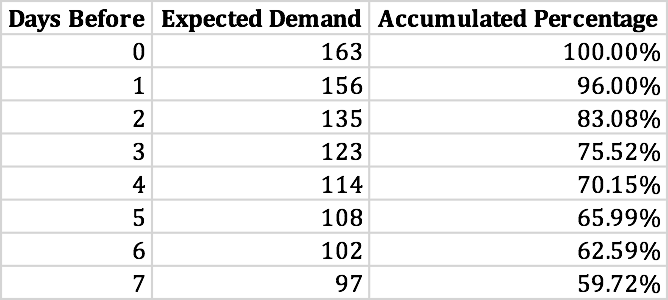 Days Before Expected Demand Accumulated Percentage
0 163 100.00%
1 156 96.00%
2 135 83.08%
3 123 75.52%
4 114 70.15%
5 108 65.99%
6 102 62.59%
7 97 59.72%